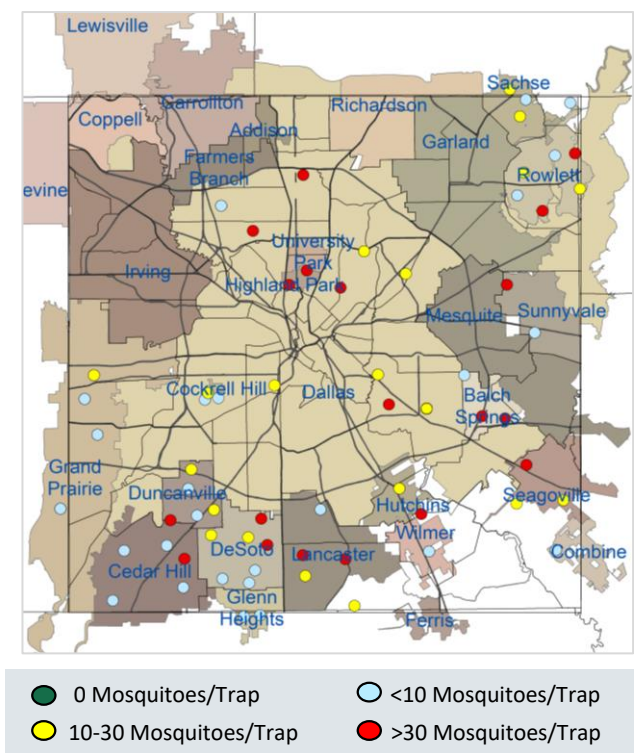 Lewisville
Sachse
Coppell
Carrollton
Richardson
Addison
Garland
Farmers
Branch
evine
Rowlett
University
Park
Irving
Highland Park
Mesquite
Sunnyvale
Cockrell Hill
Dallas
Balch
Springs
Grand
Prairie
Duncanville
Hutchins
Seagoville
Wilmer
DeSoto
Lancaster
Combine
Cedar Hill
Glenn
Heights
Ferris
0 Mosquitoes/Trap
<10 Mosquitoes/Trap
10-30 Mosquitoes/Trap
>30 Mosquitoes/Trap